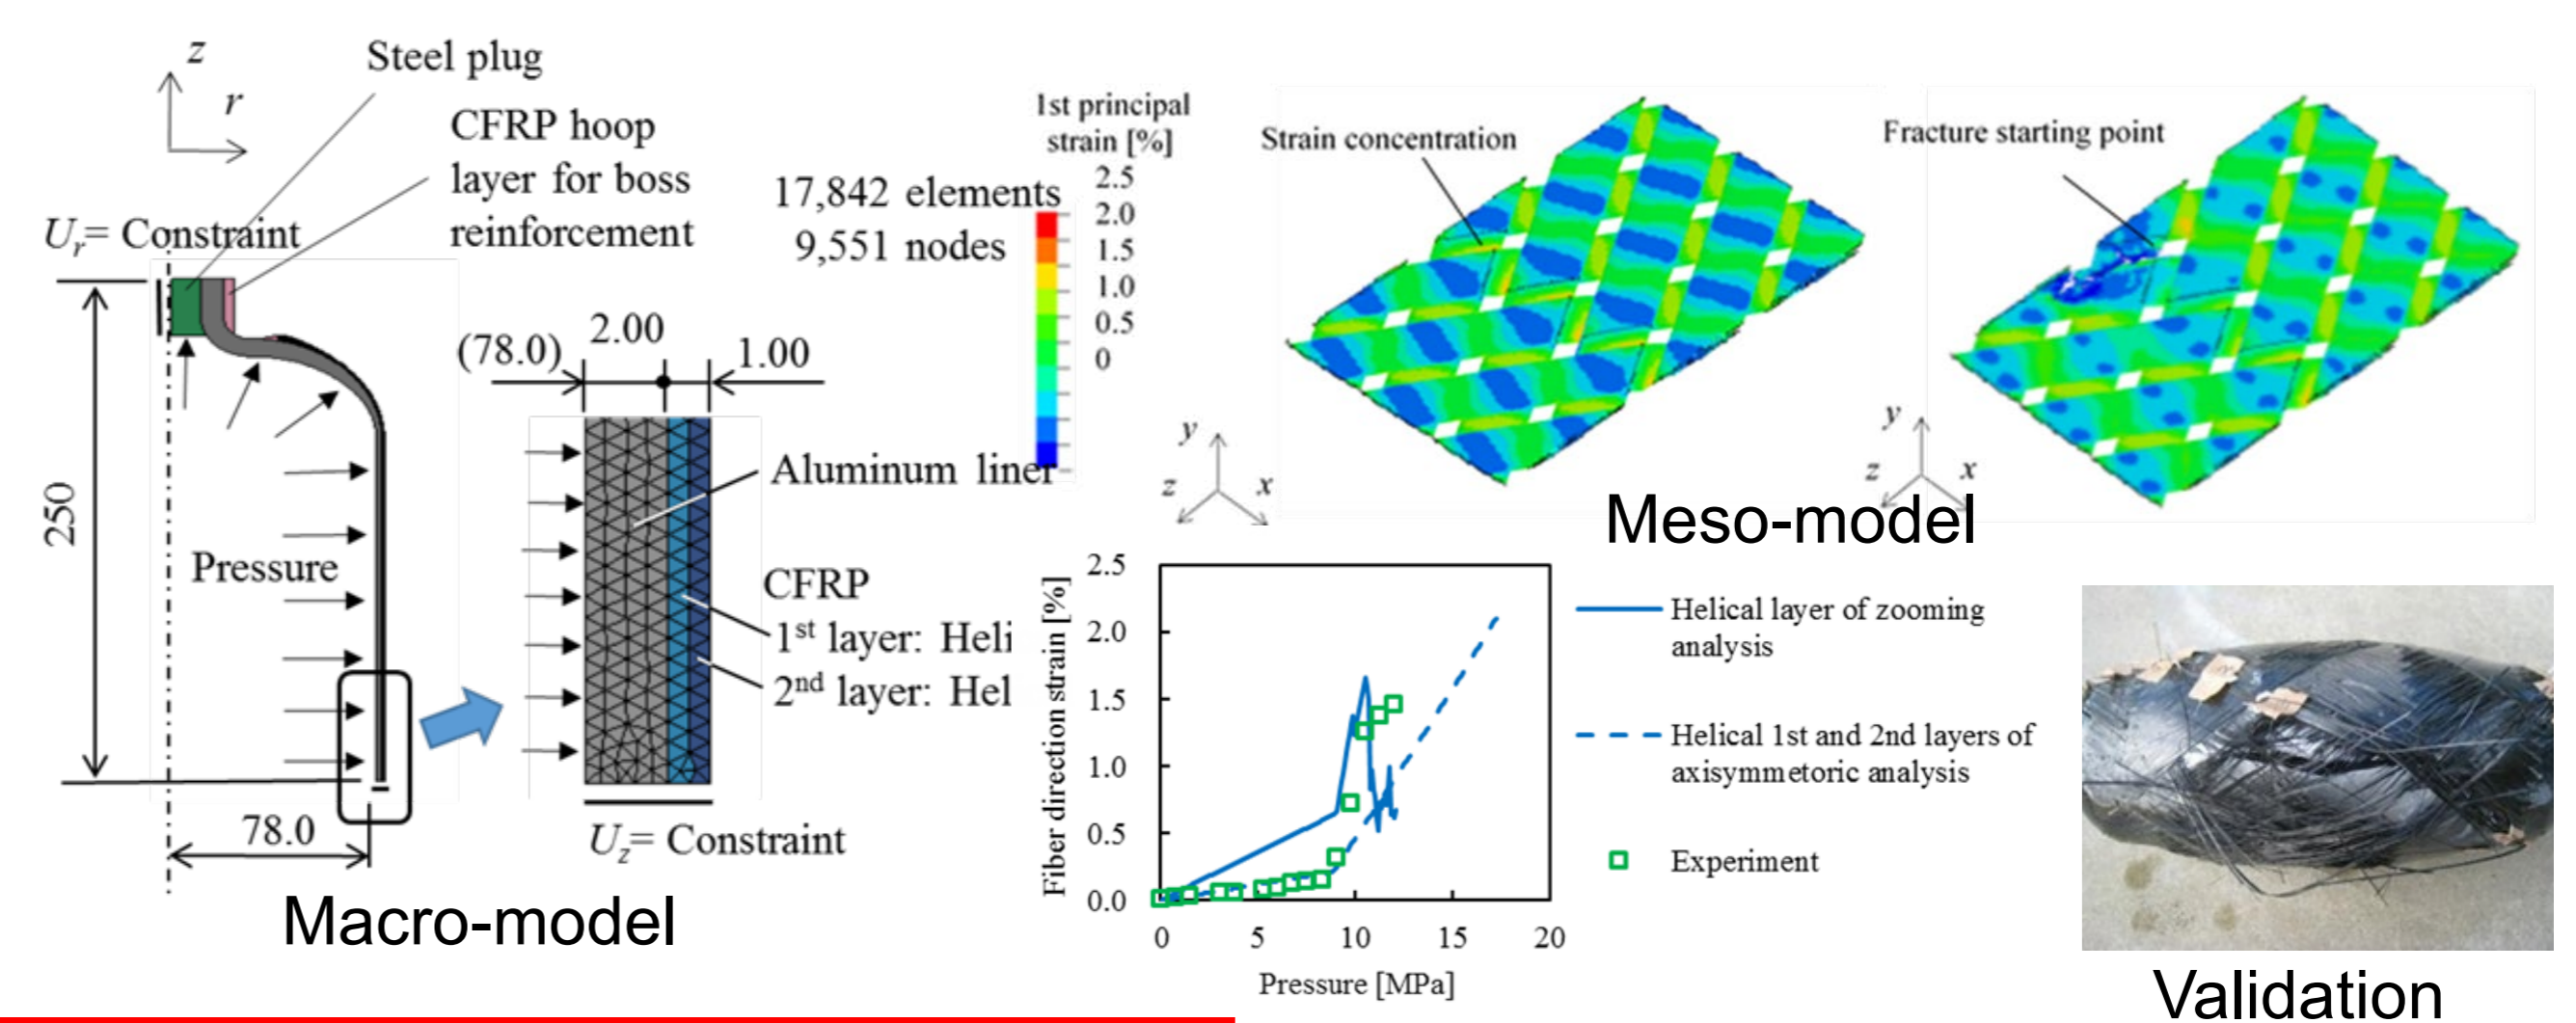 z
r
Steel plug
CFRP hoop
layer for boss
reinforcement
U_r= Constraint
17,842 elements
9,551 nodes
250
Pressure
78.0
(78.0)
2.00
1.00
Aluminum liner
CFRP
1st layer: Heli
2nd layer: Hel
U_z= Constraint
Macro-model
1st principal
strain [%]
2.5
2.0
1.5
1.0
0.5
0
Strain concentration
y
z
x
Fracture starting point
y
z
x
Meso-model
Fiber direction strain [%]
2.5
2.0
1.5
1.0
0.5
0.0
0
5
10
15
20
Pressure [MPa]
Helical layer of zooming
analysis
Helical 1st and 2nd layers of
axisymmetoric analysis
Experiment
Validation